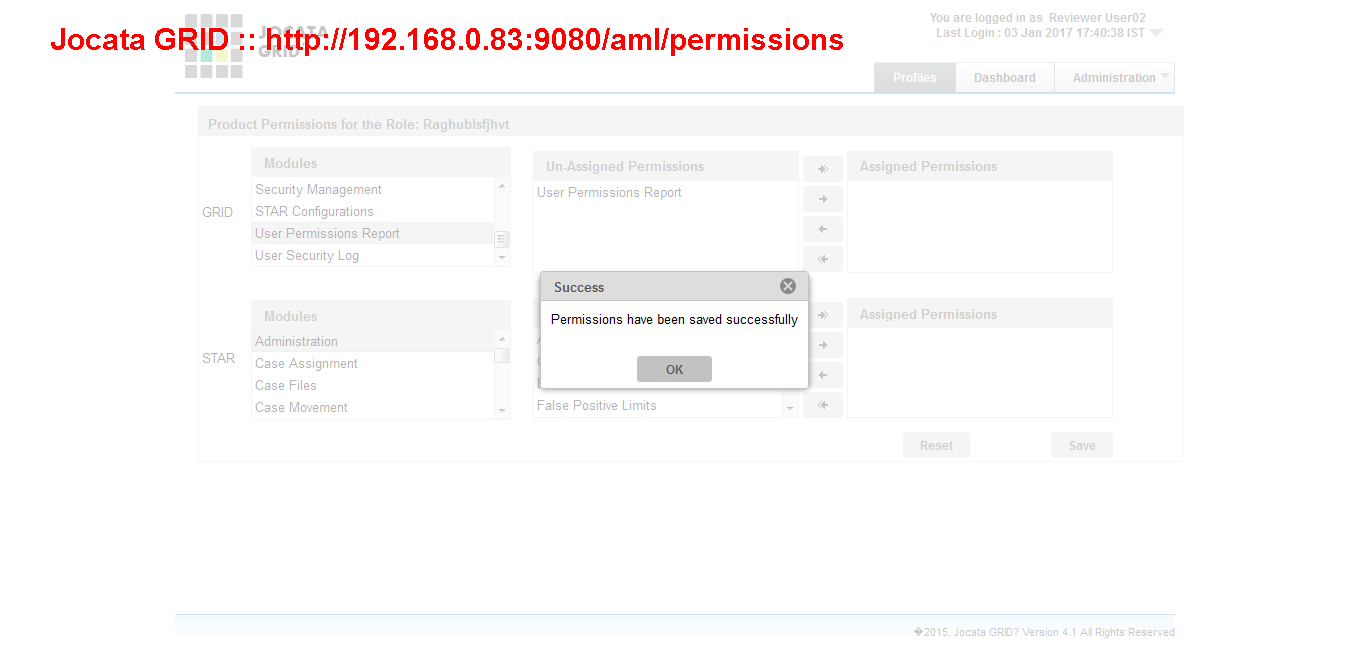 You are logged in as Reviewer User02
Last Login : 03 Jan 2017 17:40:38 IST
Jocata GRID :: http://192.168.0.83:9080/aml/permissions
JOCATA
GRID
Profiles Dashboard Administration
Product Permissions for the Role: Raghublsfjhvt
Modules Un-Assigned Permissions Assigned Permissions
GRID
Security Management
STAR Configurations
User Permissions Report
User Security Log
User Permissions Report
Success
Permissions have been saved successfully
OK
Modules Assigned Permissions
STAR
Administration
Case Assignment
Case Files
Case Movement
False Positive Limits
Reset Save
�2015. Jocata GRID? Version 4.1 All Rights Reserved